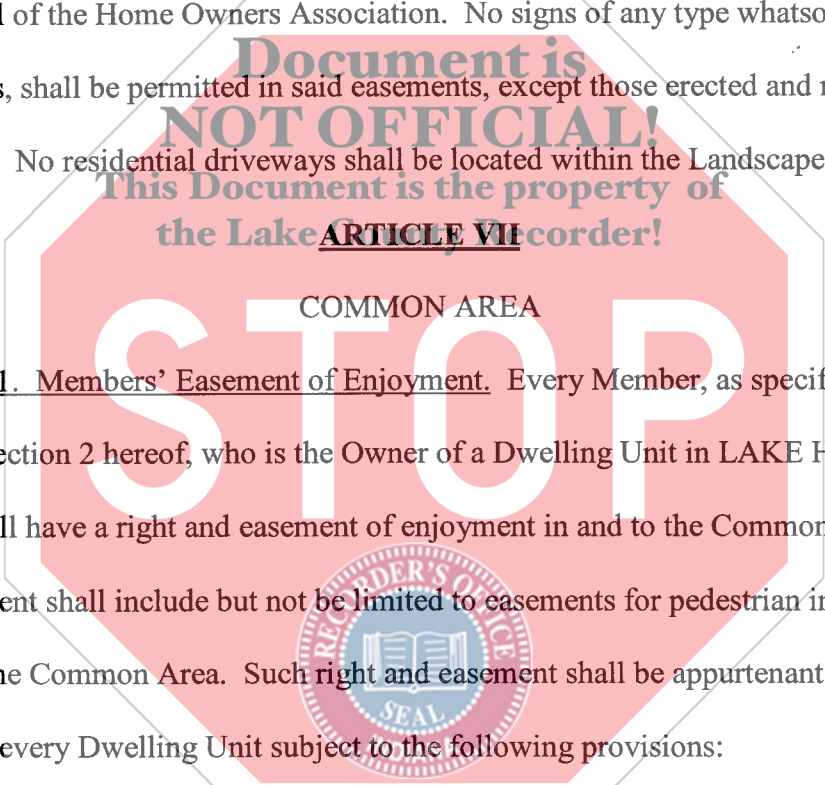 of the Home Owners Association. No signs of any type whatso
Document is
, shall be permitted in said easements, except those erected and
NOT OFFICIAL!
No residential driveways shall be located within the Landscape
This Document is the property of
the Lake County Recorder!
ARTICLE VII
COMMON AREA
STOP
1. Members' Easement of Enjoyment. Every Member, as specif
ection 2 hereof, who is the Owner of a Dwelling Unit in LAKE H
ll have a right and easement of enjoyment in and to the Common
ent shall include but not be limited to easements for pedestrian in
RECORDER'S OFFICE
he Common Area. Such right and easement shall be appurtenant
SEAL
INDIANA
every Dwelling Unit subject to the following provisions: